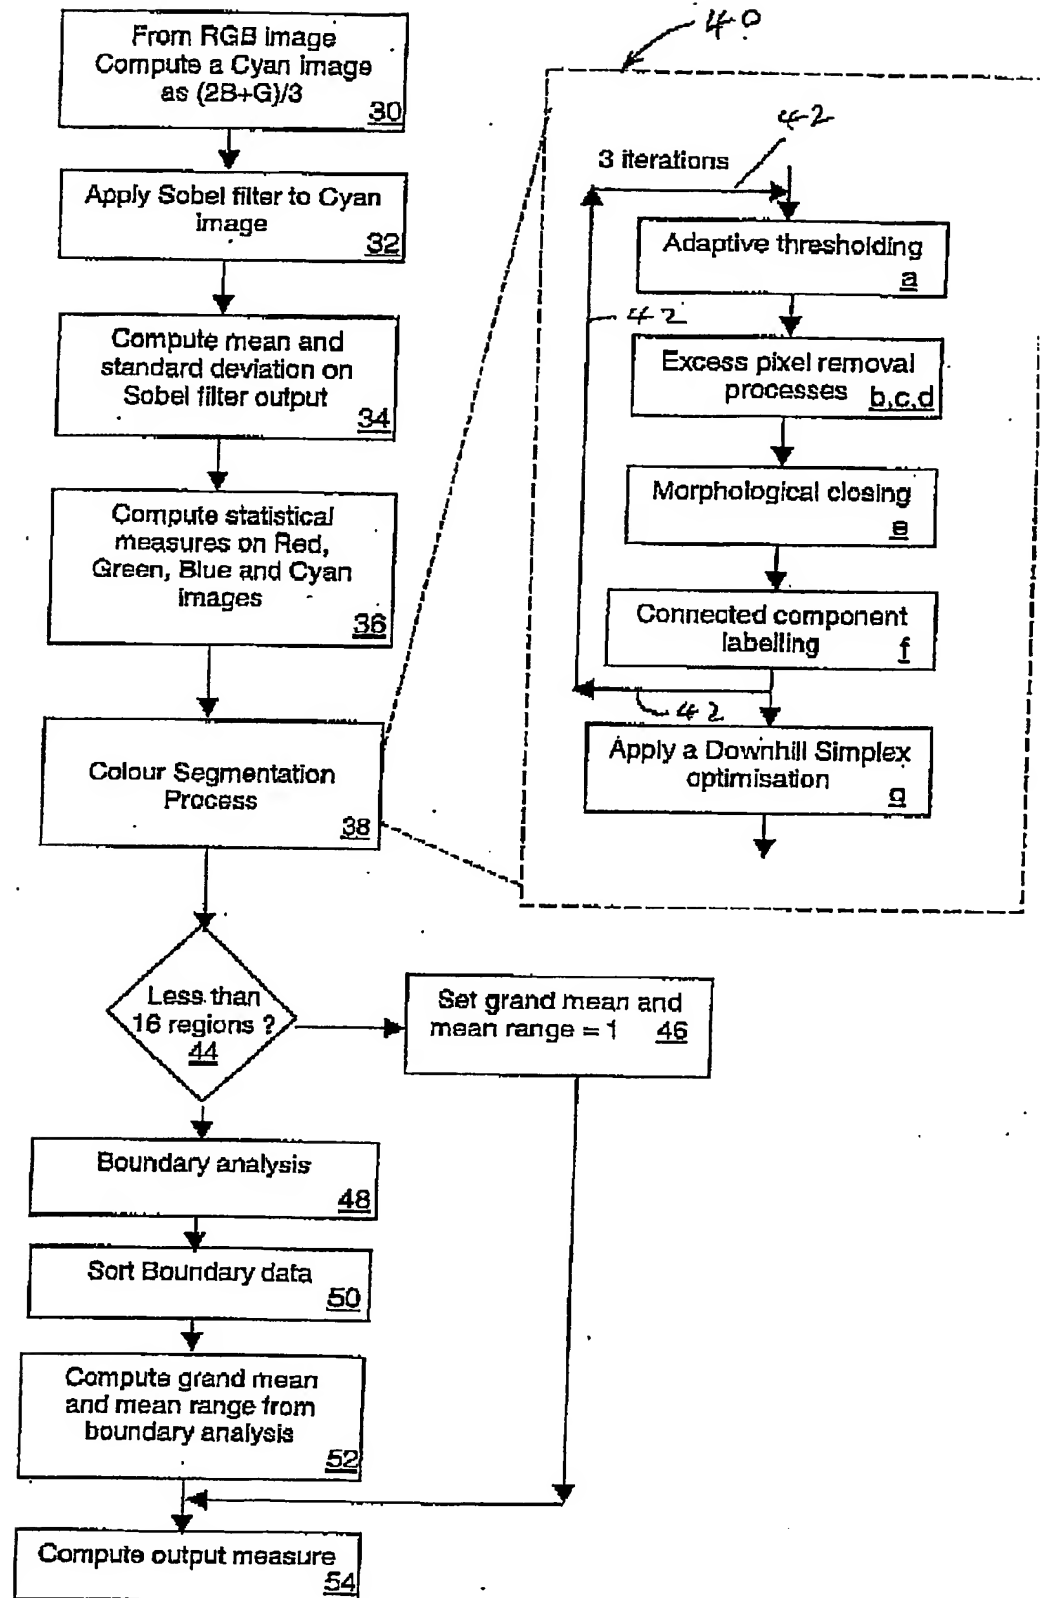 From RGB image
Compute a Cyan image
as (2B+G)/3
30
Apply Sobel filter to Cyan
image
32
Compute mean and
standard deviation on
Sobel filter output
34
Compute statistical
measures on Red,
Green, Blue and Cyan
images
36
Colour Segmentation
Process
38
Less than
16 regions ?
44
Set grand mean and
mean range = 1 46
Boundary analysis
48
Sort Boundary data
50
Compute grand mean
and mean range from
boundary analysis
52
Compute output measure
54
40
42
3 iterations
Adaptive thresholding
a
42
Excess pixel removal
processes b,c,d
Morphological closing
e
Connected component
labelling f
42
Apply a Downhill Simplex
optimisation g